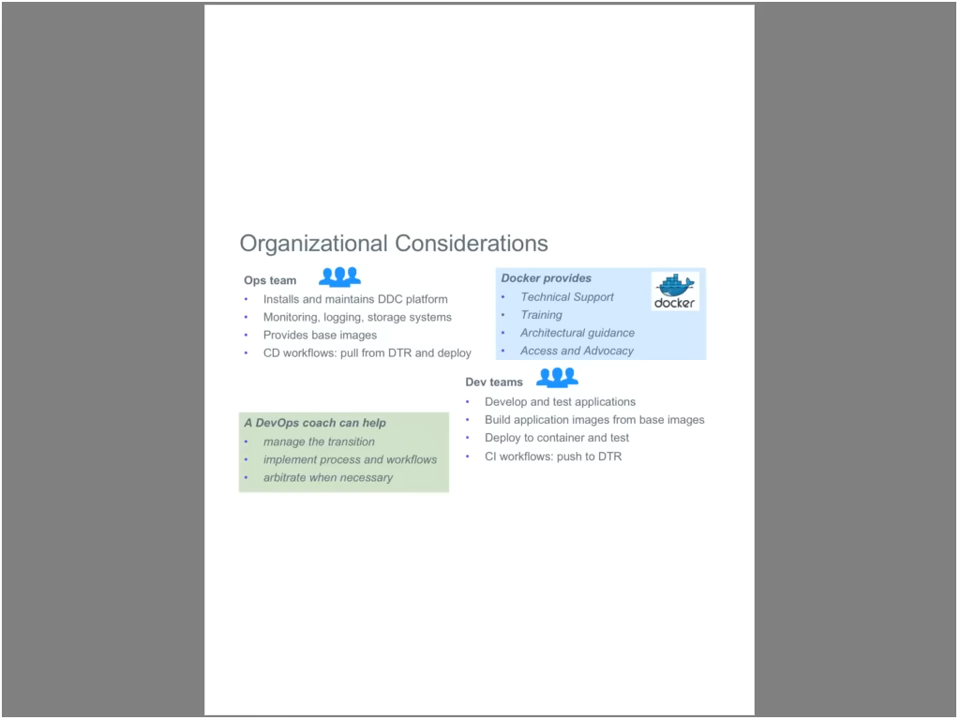 Organizational Considerations
Ops team
• Installs and maintains DDC platform
• Monitoring, logging, storage systems
• Provides base images
• CD workflows: pull from DTR and deploy
Docker provides
• Technical Support
• Training
• Architectural guidance
• Access and Advocacy
docker
Dev teams
• Develop and test applications
• Build application images from base images
• Deploy to container and test
• CI workflows: push to DTR
A DevOps coach can help
• manage the transition
• implement process and workflows
• arbitrate when necessary